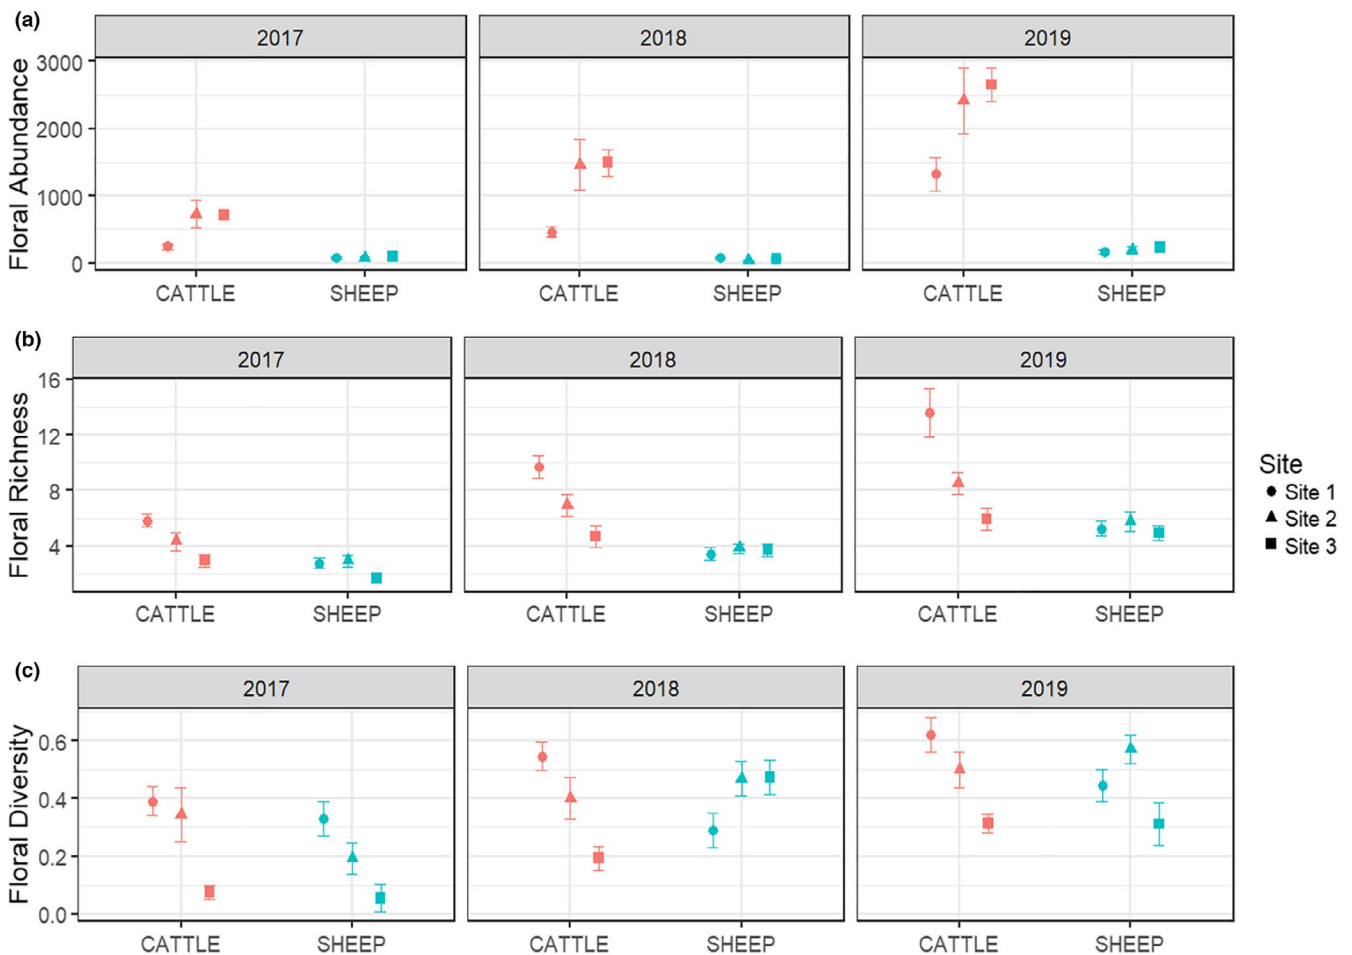 (a)
2017 2018 2019
Floral Abundance
3000
2000
1000
0
CATTLE SHEEP CATTLE SHEEP CATTLE SHEEP
(b)
2017 2018 2019
Floral Richness
16
12
8
4
CATTLE SHEEP CATTLE SHEEP CATTLE SHEEP
Site
Site 1
Site 2
Site 3
(c)
2017 2018 2019
Floral Diversity
0.6
0.4
0.2
0.0
CATTLE SHEEP CATTLE SHEEP CATTLE SHEEP